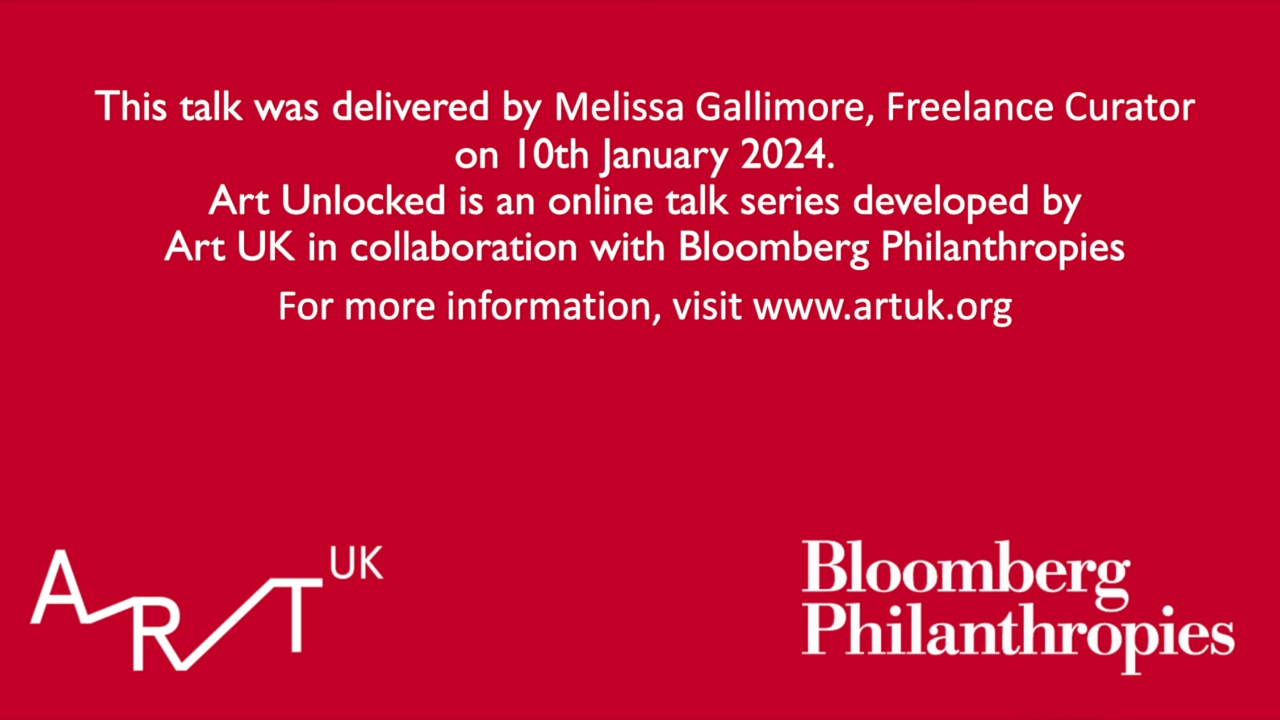 This talk was delivered by Melissa Gallimore, Freelance Curator
on 10th January 2024.
Art Unlocked is an online talk series developed by
Art UK in collaboration with Bloomberg Philanthropies
For more information, visit www.artuk.org
ART UK
Bloomberg
Philanthropies